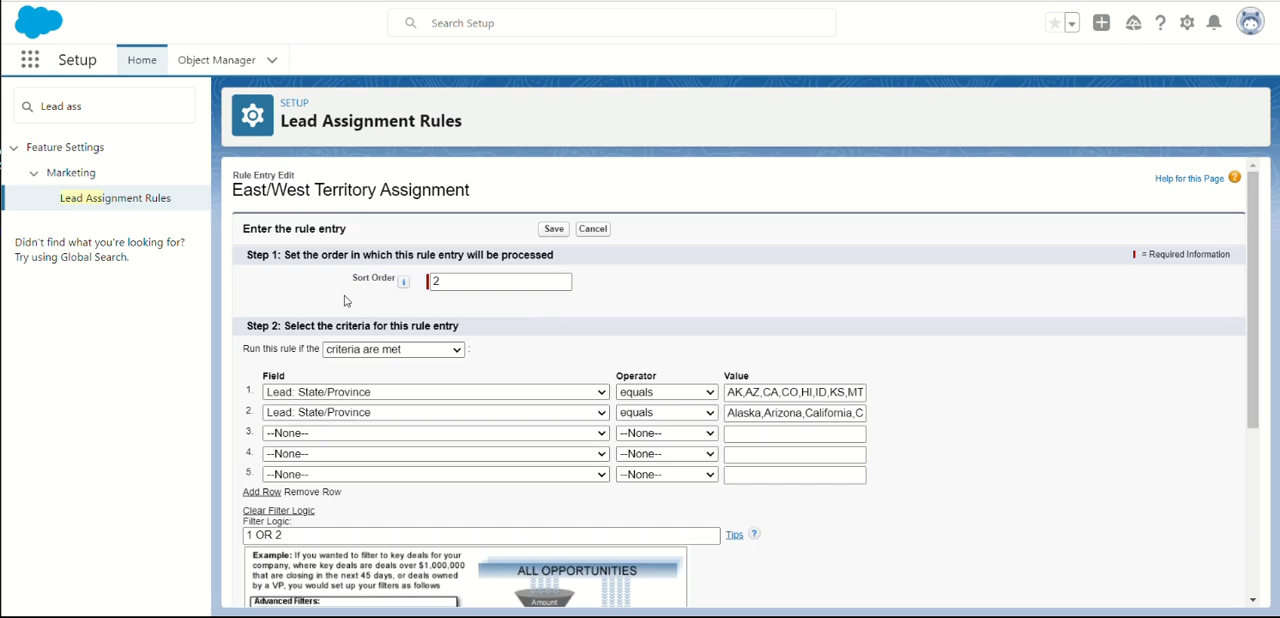 Search Setup
Setup
Home
Object Manager
Lead ass
Feature Settings
Marketing
Lead Assignment Rules
Didn't find what you're looking for?
Try using Global Search.
SETUP
Lead Assignment Rules
Rule Entry Edit
East/West Territory Assignment
Help for this Page
Enter the rule entry
Save
Cancel
Step 1: Set the order in which this rule entry will be processed
= Required Information
Sort Order
2
Step 2: Select the criteria for this rule entry
Run this rule if the criteria are met :
Field Operator Value
1. Lead: State/Province equals AK,AZ,CA,CO,HI,ID,KS,MT
2. Lead: State/Province equals Alaska,Arizona,California,C
3. --None-- --None--
4. --None-- --None--
5. --None-- --None--
Add Row Remove Row
Clear Filter Logic
Filter Logic:
1 OR 2
Tips ?
Example: If you wanted to filter to key deals for your
company, where key deals are deals over $1,000,000
that are closing in the next 45 days, or deals owned
by a VP, you would set up your filters as follows
Advanced Filters:
ALL OPPORTUNITIES
Amount